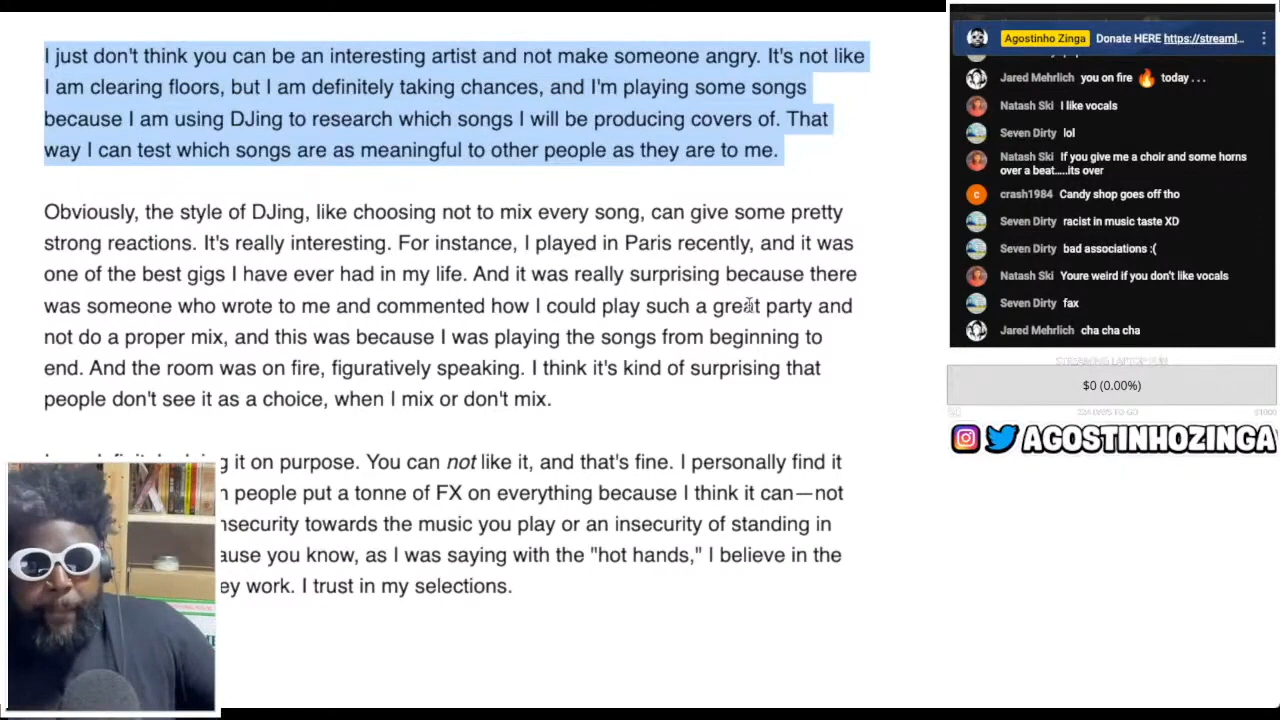 I just don't think you can be an interesting artist and not make someone angry. It's not like
I am clearing floors, but I am definitely taking chances, and I'm playing some songs
because I am using DJing to research which songs I will be producing covers of. That
way I can test which songs are as meaningful to other people as they are to me.
Obviously, the style of DJing, like choosing not to mix every song, can give some pretty
strong reactions. It's really interesting. For instance, I played in Paris recently, and it was
one of the best gigs I have ever had in my life. And it was really surprising because there
was someone who wrote to me and commented how I could play such a great party and
not do a proper mix, and this was because I was playing the songs from beginning to
end. And the room was on fire, figuratively speaking. I think it's kind of surprising that
people don't see it as a choice, when I mix or don't mix.
it on purpose. You can not like it, and that's fine. I personally find it
people put a tonne of FX on everything because I think it can—not
nsecurity towards the music you play or an insecurity of standing in
ause you know, as I was saying with the "hot hands," I believe in the
ey work. I trust in my selections.
Agostinho Zinga Donate HERE https://streaml...
Jared Mehrlich you on fire 🔥 today . . .
Natash Ski I like vocals
Seven Dirty lol
Natash Ski If you give me a choir and some horns
over a beat.....its over
c crash1984 Candy shop goes off tho
Seven Dirty racist in music taste XD
Seven Dirty bad associations :(
Natash Ski Youre weird if you don't like vocals
Seven Dirty fax
Jared Mehrlich cha cha cha
$0 (0.00%)
AGOSTINHOZINGA